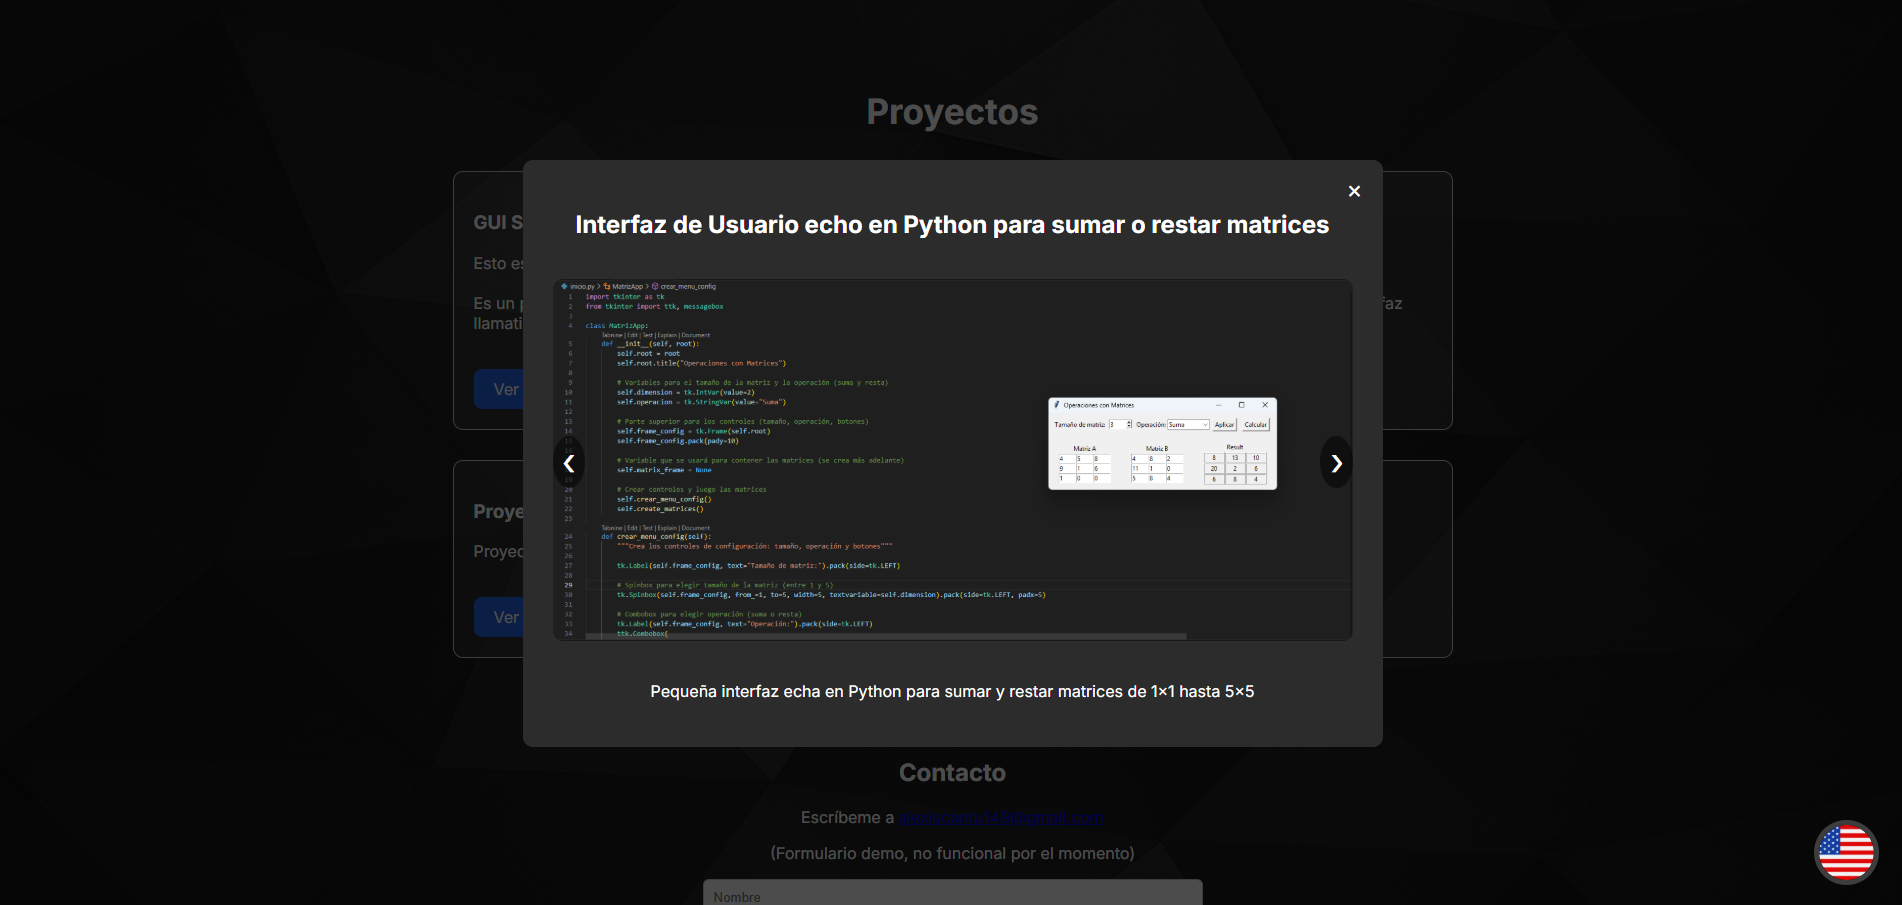 Proyectos
×
Interfaz de Usuario echo en Python para sumar o restar matrices
GUI S
Esto es
Es un p
llamati
Ver
faz
inicio.py > MatrizApp > crear_menu_config
1 import tkinter as tk
2 from tkinter import ttk, messagebox
3
4 class MatrizApp:
Tabnine | Edit | Test | Explain | Document
5 def __init__(self, root):
6 self.root = root
7 self.root.title("Operaciones con Matrices")
8
9 # Variables para el tamaño de la matriz y la operación (suma y resta)
10 self.dimension = tk.IntVar(value=2)
11 self.operacion = tk.StringVar(value="Suma")
12
13 # Parte superior para los controles (tamaño, operación, botones)
14 self.frame_config = tk.Frame(self.root)
15 self.frame_config.pack(pady=10)
# Variable que se usará para contener las matrices (se crea más adelante)
self.matrix_frame = None
20 # Crear controles y luego las matrices
21 self.crear_menu_config()
22 self.create_matrices()
23
Tabnine | Edit | Test | Explain | Document
24 def crear_menu_config(self):
25 """Crea los controles de configuración: tamaño, operación y botones"""
26
27 tk.Label(self.frame_config, text="Tamaño de matriz:").pack(side=tk.LEFT)
28
29 # Spinbox para elegir tamaño de la matriz (entre 1 y 5)
30 tk.Spinbox(self.frame_config, from_=1, to=5, width=5, textvariable=self.dimension).pack(side=tk.LEFT, padx=5)
31
32 # Combobox para elegir operación (suma o resta)
33 tk.Label(self.frame_config, text="Operación:").pack(side=tk.LEFT)
34 ttk.Combobox(
Operaciones con Matrices
Tamaño de matriz: 3 Operación: Suma Aplicar Calcular
Matriz A Matriz B Result
4 5 8 4 8 2 8 13 10
9 1 6 11 1 0 20 2 6
1 0 0 5 8 4 6 8 4
Proye
Proyec
Ver
Pequeña interfaz echa en Python para sumar y restar matrices de 1x1 hasta 5x5
Contacto
Escríbeme a
(Formulario demo, no funcional por el momento)
Nombre